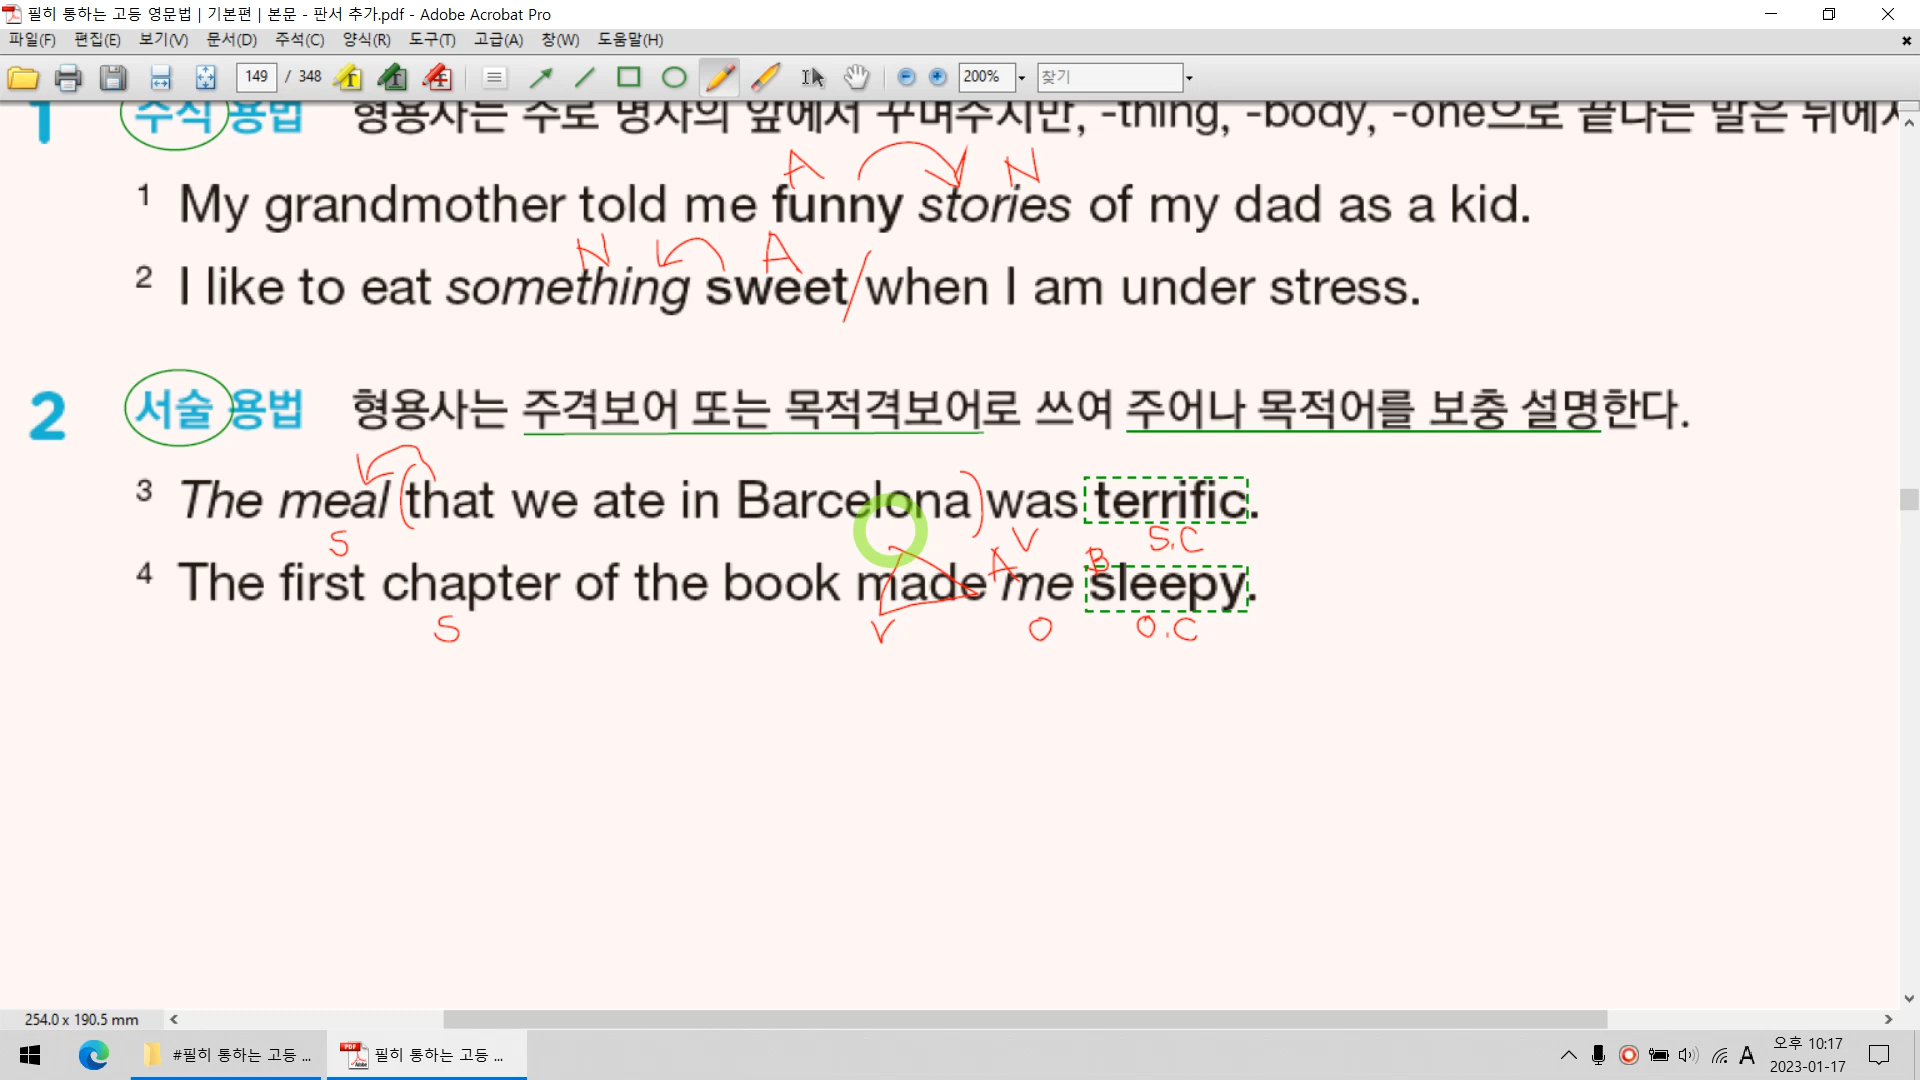 필히 통하는 고등 영문법 | 기본편 | 본문 - 판서 추가.pdf - Adobe Acrobat Pro
파일(F) 편집(E) 보기(V) 문서(D) 주석(C) 양식(R) 도구(T) 고급(A) 창(W) 도움말(H)
149 / 348 200% 찾기
1 수식 용법 형용사는 주로 명사의 앞에서 꾸며주지만, -thing, -body, -one으로 끝나는 말은 뒤에서
A N
1 My grandmother told me funny stories of my dad as a kid.
N A
2 I like to eat something sweet/when I am under stress.
2 서술 용법 형용사는 주격보어 또는 목적격보어로 쓰여 주어나 목적어를 보충 설명한다.
3 The meal (that we ate in Barcelona) was terrific.
S V S.C
A B
4 The first chapter of the book made me sleepy.
S V O O.C
254.0 x 190.5 mm
#필히 통하는 고등 ... 필히 통하는 고등 ... A 오후 10:17
2023-01-17